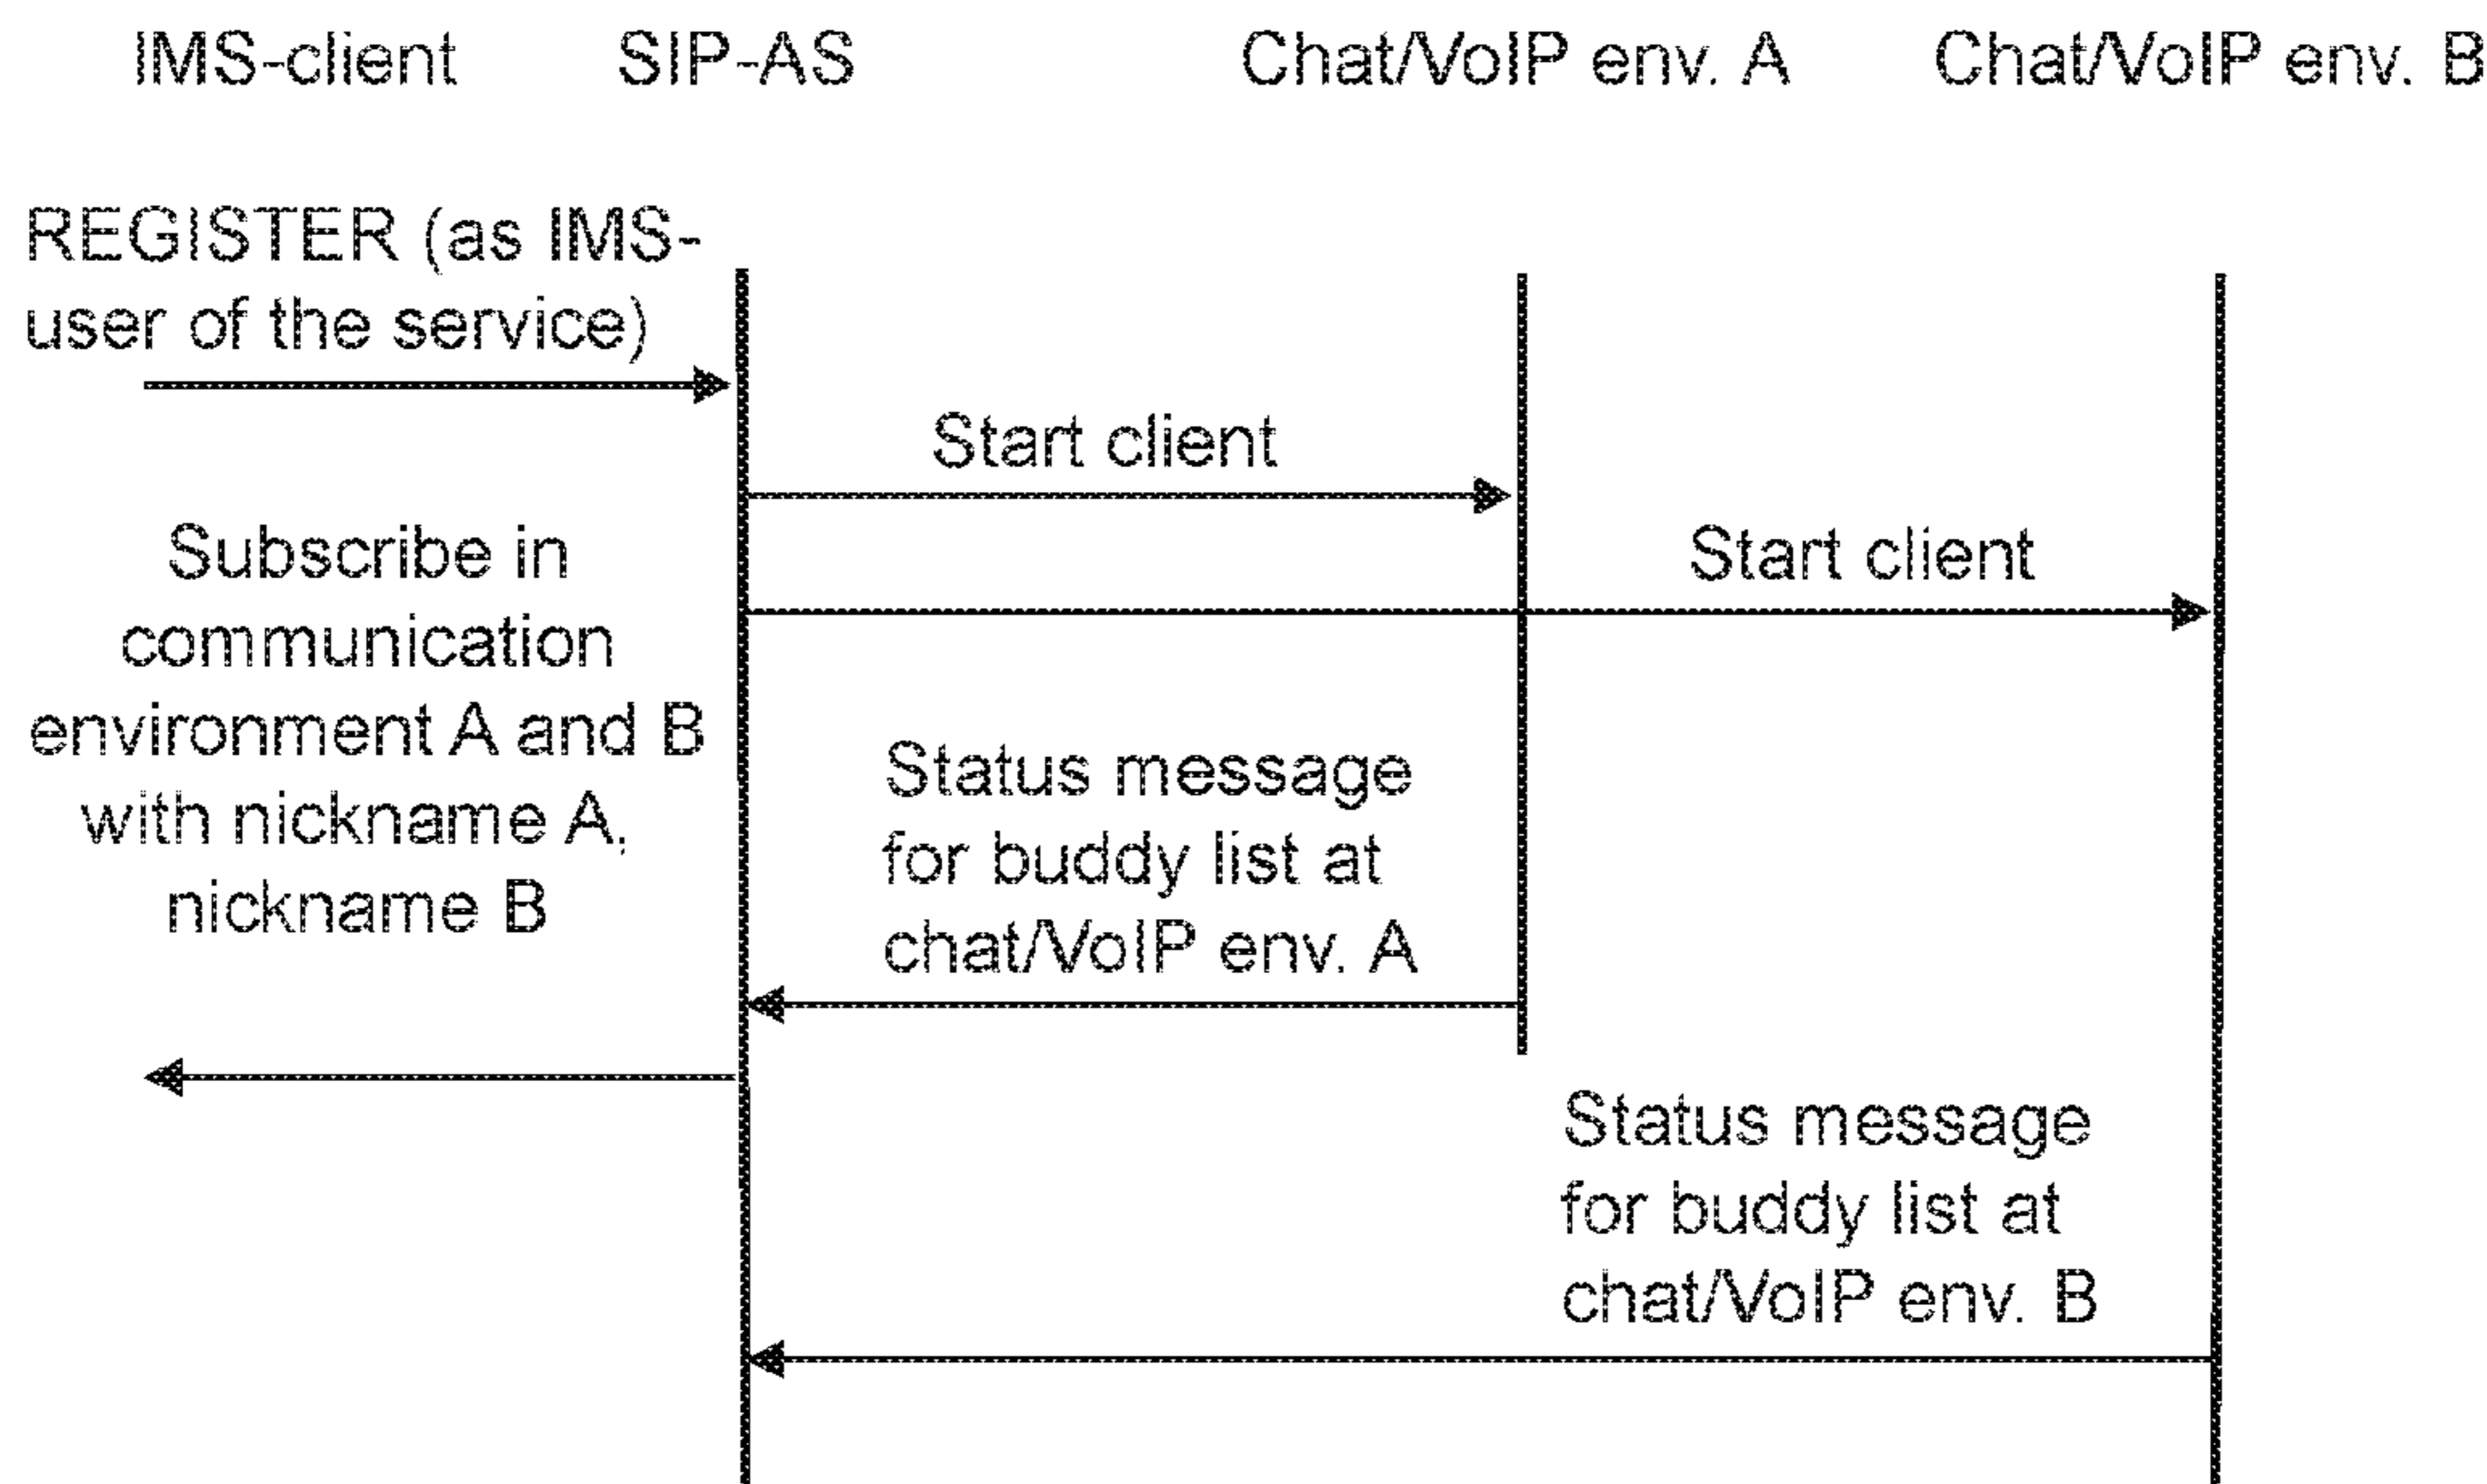 IMS-client SIP-AS Chat/VoIP env. A Chat/VoIP env. B
REGISTER (as IMS-
user of the service)
Start client
Start client
Subscribe in
communication
environment A and B
with nickname A,
nickname B
Status message
for buddy list at
chat/VoIP env. A
Status message
for buddy list at
chat/VoIP env. B